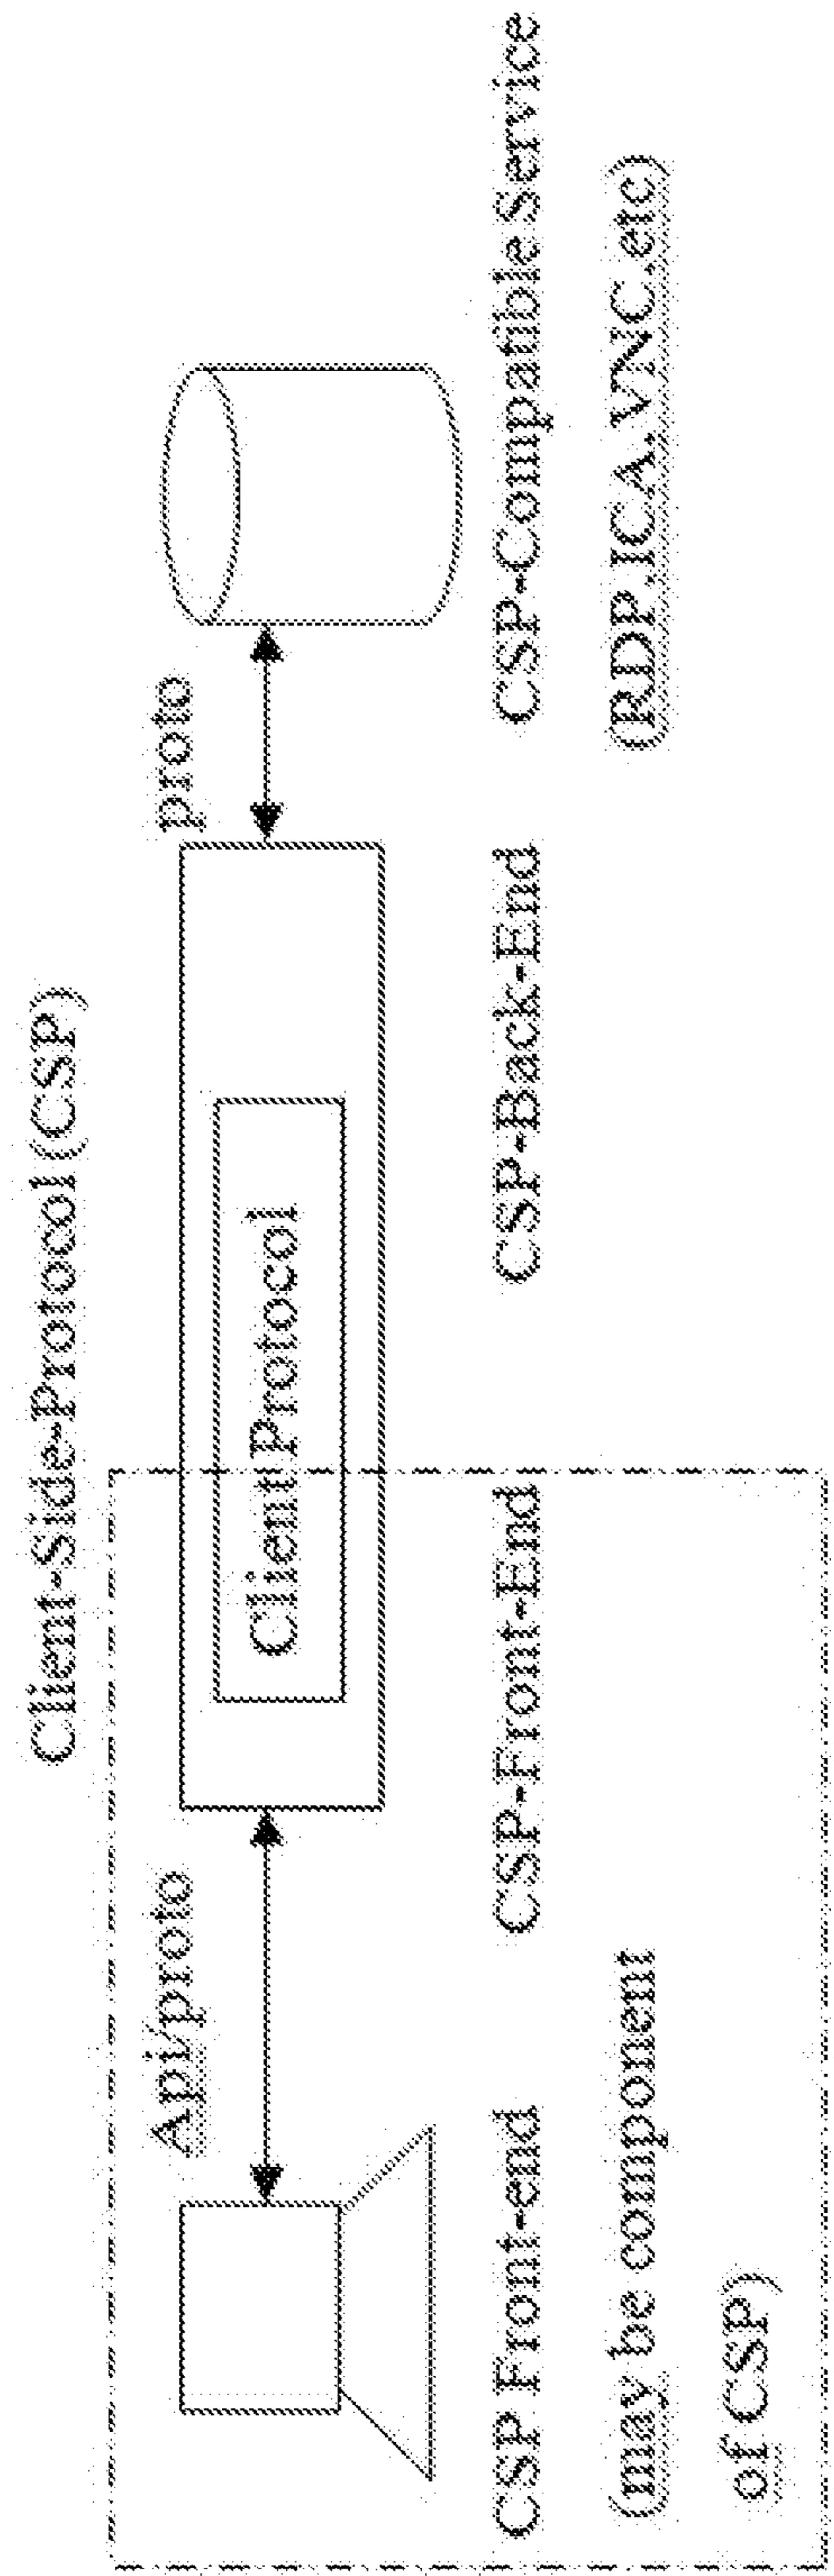 Client-Side-Protocol (CSP)
Api/proto
proto
Client Protocol
CSP Front-end
(may be component
of CSP)
CSP-Front-End
CSP-Back-End
CSP-Compatible Service
(RDP.ICA.VNC.etc)